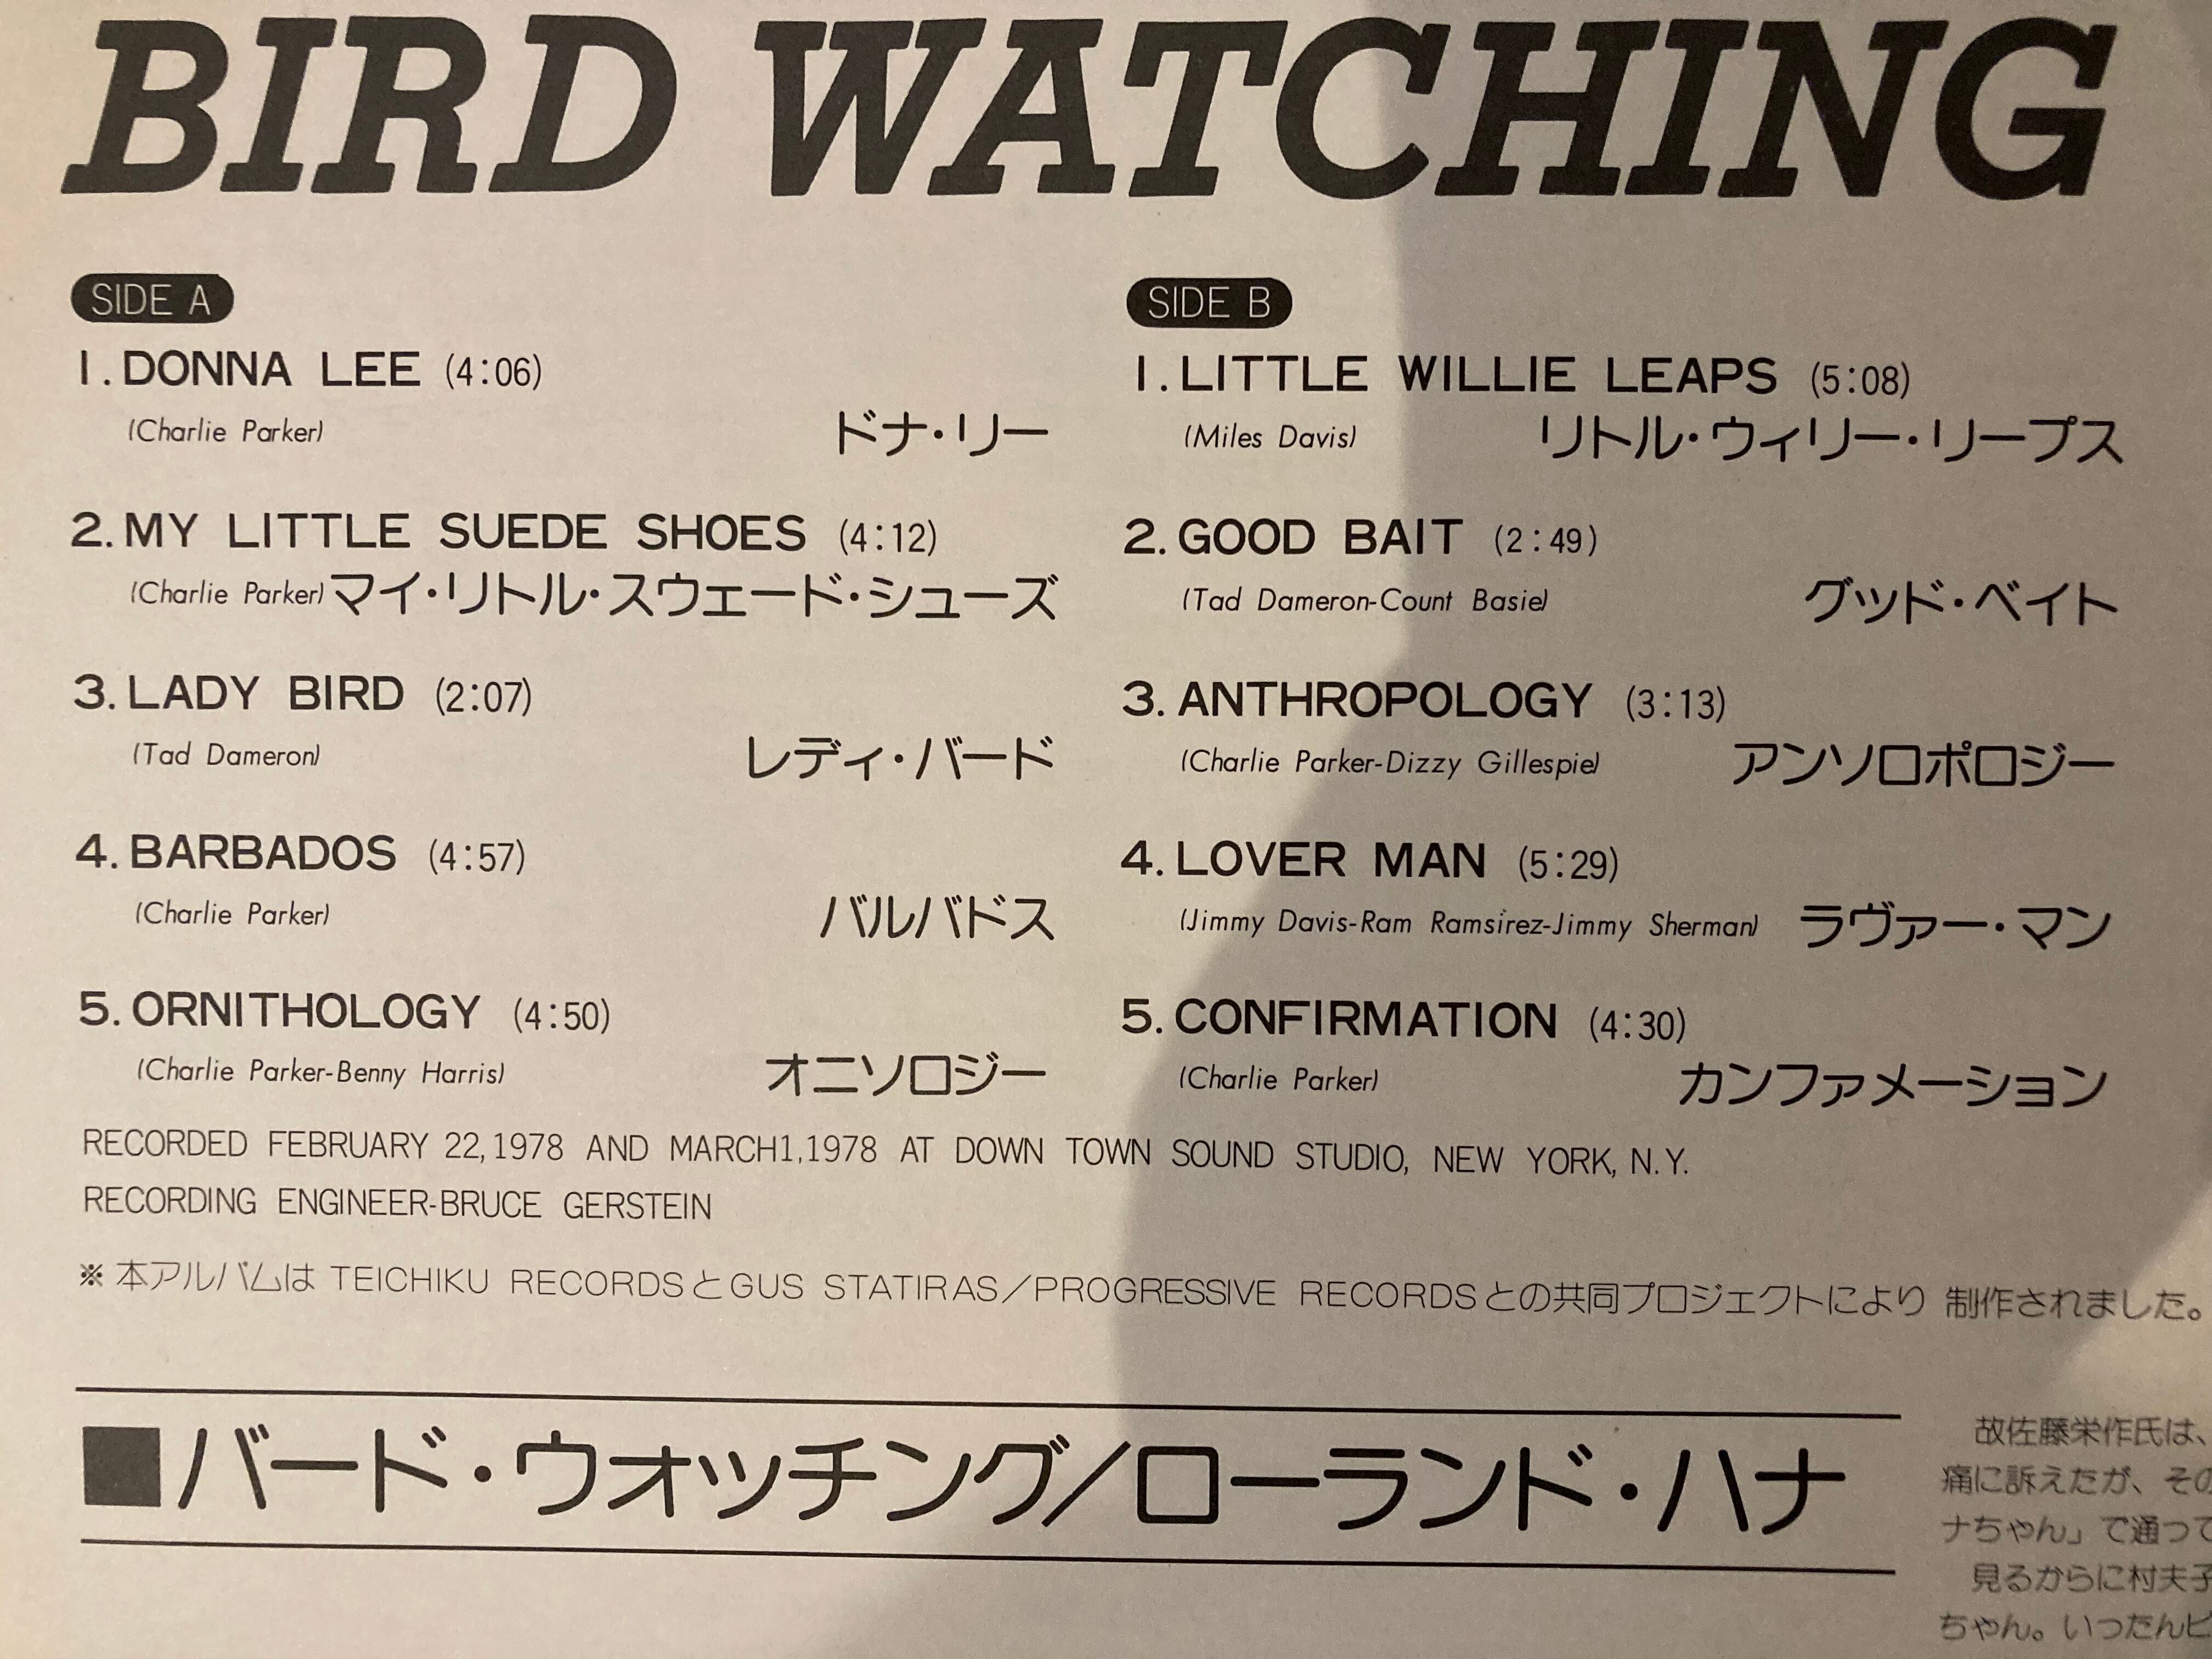 BIRD WATCHING
SIDE A
1. DONNA LEE (4:06)
(Charlie Parker) ドナ・リー
2. MY LITTLE SUEDE SHOES (4:12)
(Charlie Parker) マイ・リトル・スウェード・シューズ
3. LADY BIRD (2:07)
(Tad Dameron) レディ・バード
4. BARBADOS (4:57)
(Charlie Parker) バルバドス
5. ORNITHOLOGY (4:50)
(Charlie Parker-Benny Harris) オニソロジー
SIDE B
1. LITTLE WILLIE LEAPS (5:08)
(Miles Davis) リトル・ウィリー・リープス
2. GOOD BAIT (2:49)
(Tad Dameron-Count Basie) グッド・ベイト
3. ANTHROPOLOGY (3:13)
(Charlie Parker-Dizzy Gillespie) アンソロポロジー
4. LOVER MAN (5:29)
(Jimmy Davis-Ram Ramsirez-Jimmy Sherman) ラヴァー・マン
5. CONFIRMATION (4:30)
(Charlie Parker) カンファメーション
RECORDED FEBRUARY 22,1978 AND MARCH1,1978 AT DOWN TOWN SOUND STUDIO, NEW YORK, N.Y.
RECORDING ENGINEER-BRUCE GERSTEIN
※ 本アルバムは TEICHIKU RECORDSとGUS STATIRAS／PROGRESSIVE RECORDSとの共同プロジェクトにより 制作されました。
■バード・ウオッチング／ローランド・ハナ
故佐藤栄作氏は、
痛に訴えたが、その
ナちゃん」で通って
見るからに村夫子
ちゃん。いったんピ